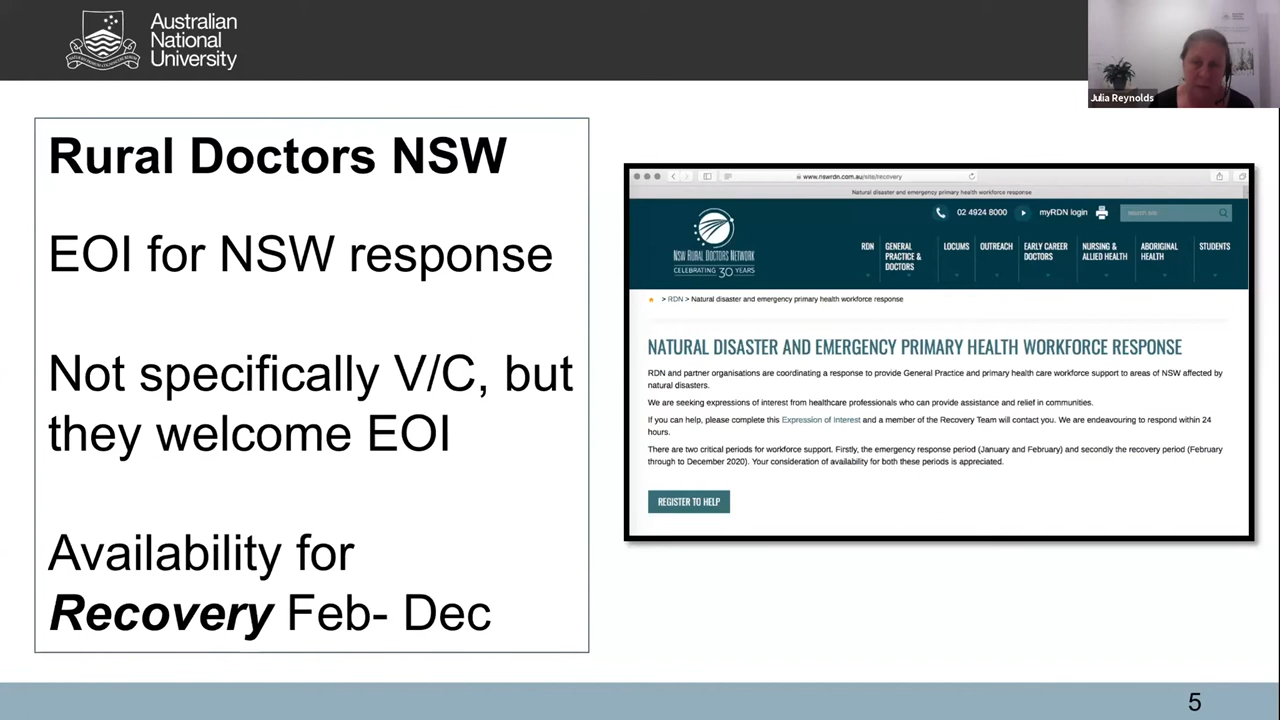 Australian
National
University
Julia Reynolds
Rural Doctors NSW
EOI for NSW response
Not specifically V/C, but
they welcome EOI
Availability for
Recovery Feb- Dec
www.nswrdn.com.au/site/recovery
Natural disaster and emergency primary health workforce response
02 4924 8000
myRDN login
search site
NSW RURAL DOCTORS NETWORK
CELEBRATING 30 YEARS
RDN
GENERAL
PRACTICE &
DOCTORS
LOCUMS
OUTREACH
EARLY CAREER
DOCTORS
NURSING &
ALLIED HEALTH
ABORIGINAL
HEALTH
STUDENTS
> RDN > Natural disaster and emergency primary health workforce response
NATURAL DISASTER AND EMERGENCY PRIMARY HEALTH WORKFORCE RESPONSE
RDN and partner organisations are coordinating a response to provide General Practice and primary health care workforce support to areas of NSW affected by
natural disasters.
We are seeking expressions of interest from healthcare professionals who can provide assistance and relief in communities.
If you can help, please complete this Expression of Interest and a member of the Recovery Team will contact you. We are endeavouring to respond within 24
hours.
There are two critical periods for workforce support. Firstly, the emergency response period (January and February) and secondly the recovery period (February
through to December 2020). Your consideration of availability for both these periods is appreciated.
REGISTER TO HELP
5